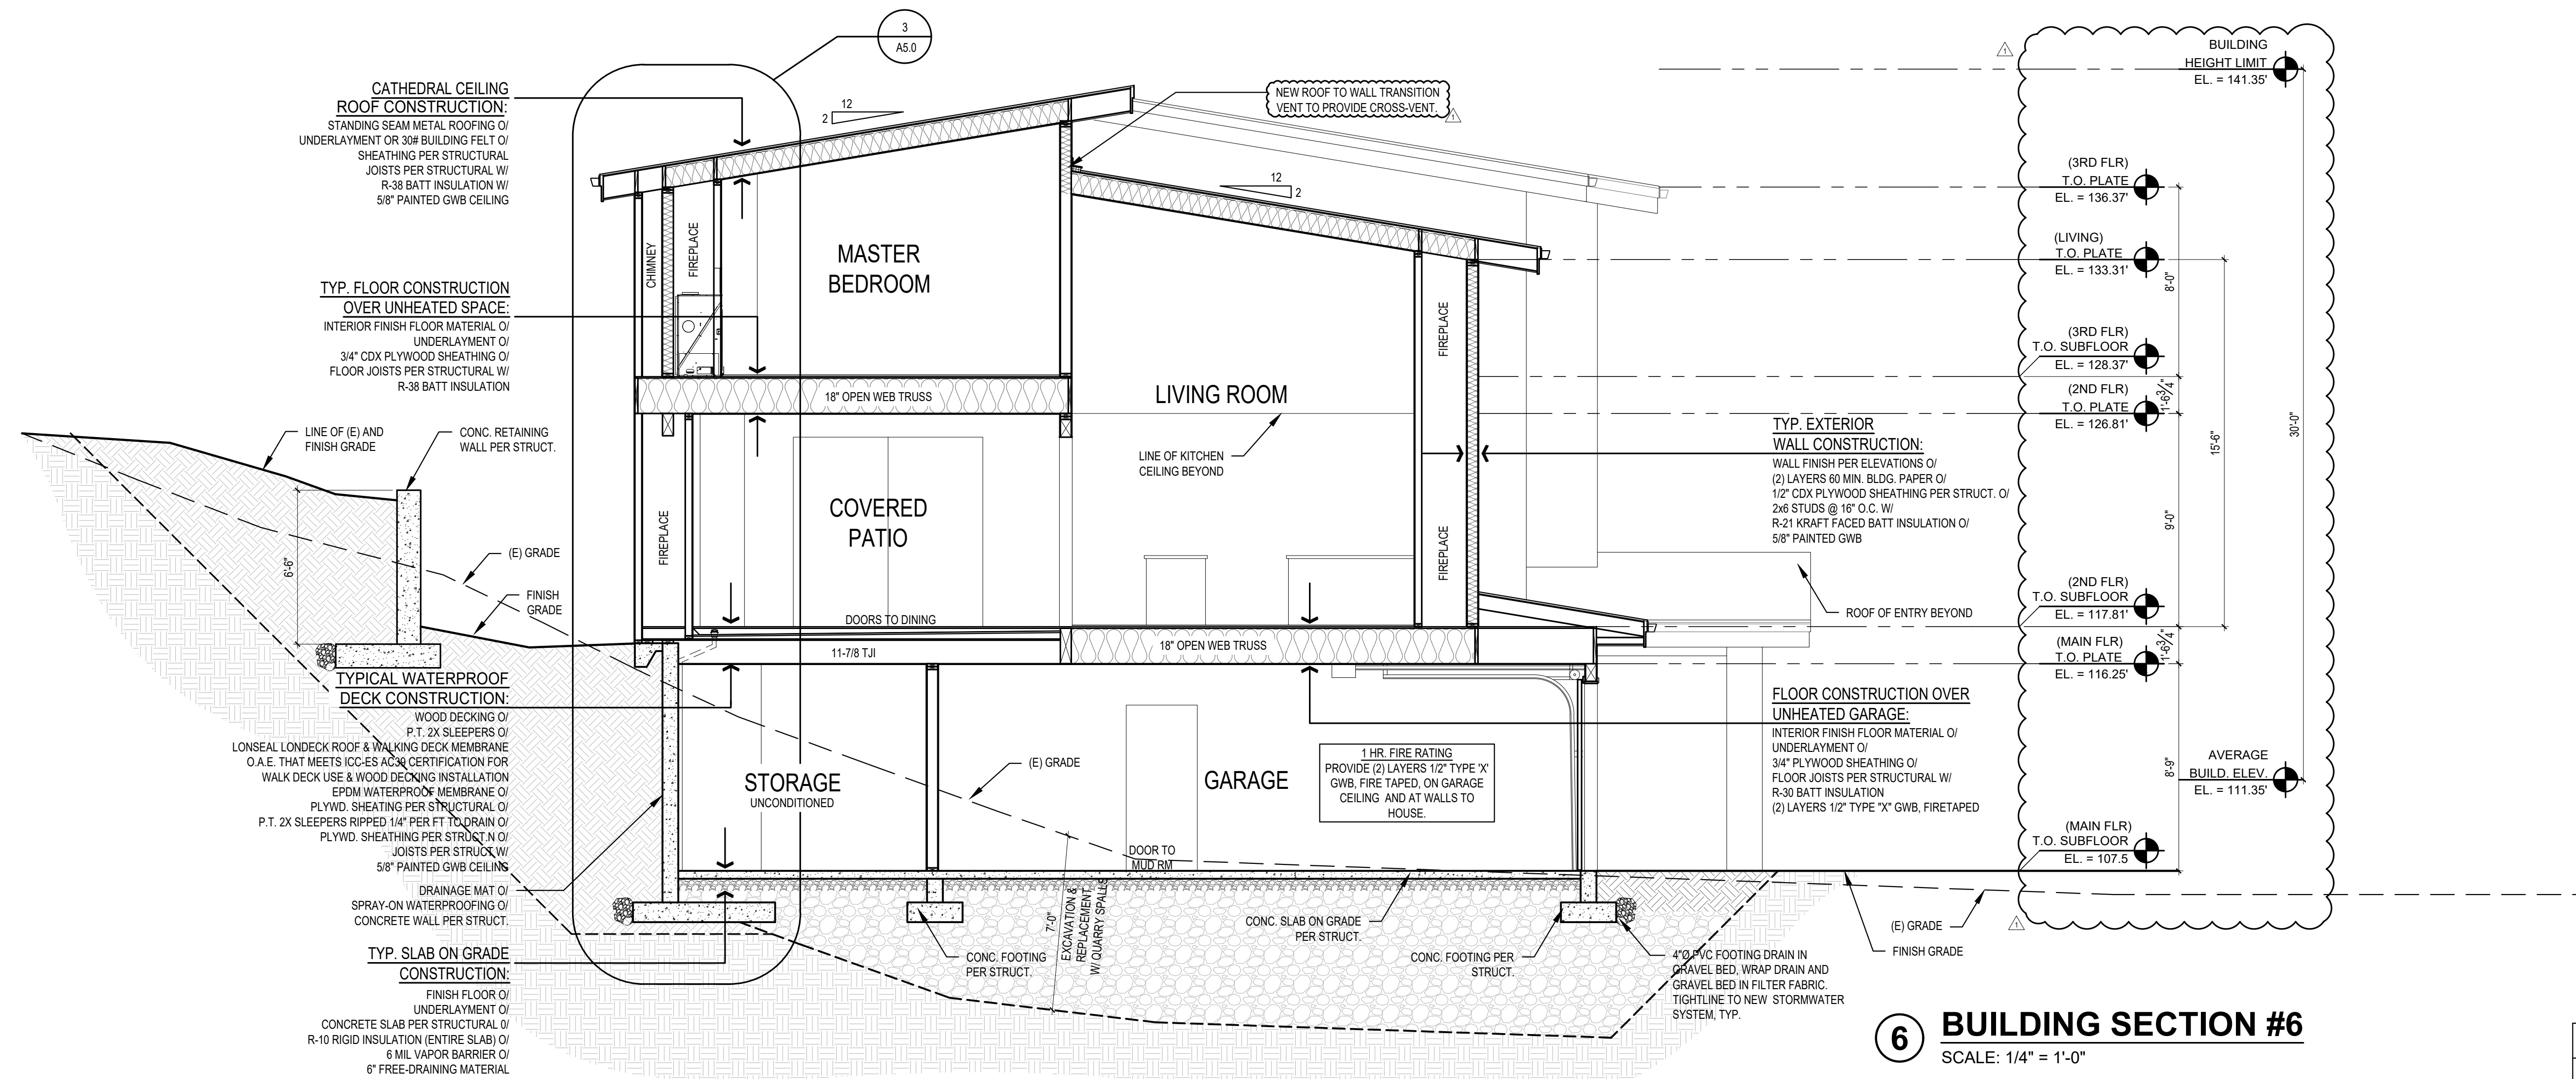 3
A5.0
CATHEDRAL CEILING
ROOF CONSTRUCTION:
STANDING SEAM METAL ROOFING O/
UNDERLAYMENT OR 30# BUILDING FELT O/
SHEATHING PER STRUCTURAL
JOISTS PER STRUCTURAL W/
R-38 BATT INSULATION W/
5/8" PAINTED GWB CEILING
TYP. FLOOR CONSTRUCTION
OVER UNHEATED SPACE:
INTERIOR FINISH FLOOR MATERIAL O/
UNDERLAYMENT O/
3/4" CDX PLYWOOD SHEATHING O/
FLOOR JOISTS PER STRUCTURAL W/
R-38 BATT INSULATION
LINE OF (E) AND
FINISH GRADE
CONC. RETAINING
WALL PER STRUCT.
6'-6"
(E) GRADE
FINISH
GRADE
TYPICAL WATERPROOF
DECK CONSTRUCTION:
WOOD DECKING O/
P.T. 2X SLEEPERS O/
LONSEAL LONDECK ROOF & WALKING DECK MEMBRANE
O.A.E. THAT MEETS ICC-ES AC39 CERTIFICATION FOR
WALK DECK USE & WOOD DECKING INSTALLATION
EPDM WATERPROOF MEMBRANE O/
PLYWD. SHEATING PER STRUCTURAL O/
P.T. 2X SLEEPERS RIPPED 1/4" PER FT TO DRAIN O/
PLYWD. SHEATHING PER STRUCT.N O/
JOISTS PER STRUCT W/
5/8" PAINTED GWB CEILING
DRAINAGE MAT O/
SPRAY-ON WATERPROOFING O/
CONCRETE WALL PER STRUCT.
TYP. SLAB ON GRADE
CONSTRUCTION:
FINISH FLOOR O/
UNDERLAYMENT O/
CONCRETE SLAB PER STRUCTURAL 0/
R-10 RIGID INSULATION (ENTIRE SLAB) O/
6 MIL VAPOR BARRIER O/
6" FREE-DRAINING MATERIAL
12
2
NEW ROOF TO WALL TRANSITION
VENT TO PROVIDE CROSS-VENT.
1
12
2
CHIMNEY
FIREPLACE
MASTER
BEDROOM
18" OPEN WEB TRUSS
LIVING ROOM
LINE OF KITCHEN
CEILING BEYOND
FIREPLACE
COVERED
PATIO
FIREPLACE
FIREPLACE
DOORS TO DINING
11-7/8 TJI
18" OPEN WEB TRUSS
STORAGE
UNCONDITIONED
(E) GRADE
GARAGE
1 HR. FIRE RATING
PROVIDE (2) LAYERS 1/2" TYPE 'X'
GWB, FIRE TAPED, ON GARAGE
CEILING AND AT WALLS TO
HOUSE.
DOOR TO
MUD RM
7'-0"
EXCAVATION &
REPLACEMENT
W/ QUARRY SPALLS
CONC. FOOTING
PER STRUCT.
CONC. SLAB ON GRADE
PER STRUCT.
CONC. FOOTING PER
STRUCT.
4"Ø PVC FOOTING DRAIN IN
GRAVEL BED, WRAP DRAIN AND
GRAVEL BED IN FILTER FABRIC.
TIGHTLINE TO NEW STORMWATER
SYSTEM, TYP.
TYP. EXTERIOR
WALL CONSTRUCTION:
WALL FINISH PER ELEVATIONS O/
(2) LAYERS 60 MIN. BLDG. PAPER O/
1/2" CDX PLYWOOD SHEATHING PER STRUCT. O/
2x6 STUDS @ 16" O.C. W/
R-21 KRAFT FACED BATT INSULATION O/
5/8" PAINTED GWB
ROOF OF ENTRY BEYOND
FLOOR CONSTRUCTION OVER
UNHEATED GARAGE:
INTERIOR FINISH FLOOR MATERIAL O/
UNDERLAYMENT O/
3/4" PLYWOOD SHEATHING O/
FLOOR JOISTS PER STRUCTURAL W/
R-30 BATT INSULATION
(2) LAYERS 1/2" TYPE "X" GWB, FIRETAPED
(E) GRADE
FINISH GRADE
1
BUILDING
HEIGHT LIMIT
EL. = 141.35'
(3RD FLR)
T.O. PLATE
EL. = 136.37'
(LIVING)
T.O. PLATE
EL. = 133.31'
8'-0"
(3RD FLR)
T.O. SUBFLOOR
EL. = 128.37'
(2ND FLR)
T.O. PLATE
EL. = 126.81'
1'-6 3/4"
15'-6"
30'-0"
9'-0"
(2ND FLR)
T.O. SUBFLOOR
EL. = 117.81'
(MAIN FLR)
T.O. PLATE
EL. = 116.25'
1'-6 3/4"
8'-9"
AVERAGE
BUILD. ELEV.
EL. = 111.35'
(MAIN FLR)
T.O. SUBFLOOR
EL. = 107.5
1
6
BUILDING SECTION #6
SCALE: 1/4" = 1'-0"